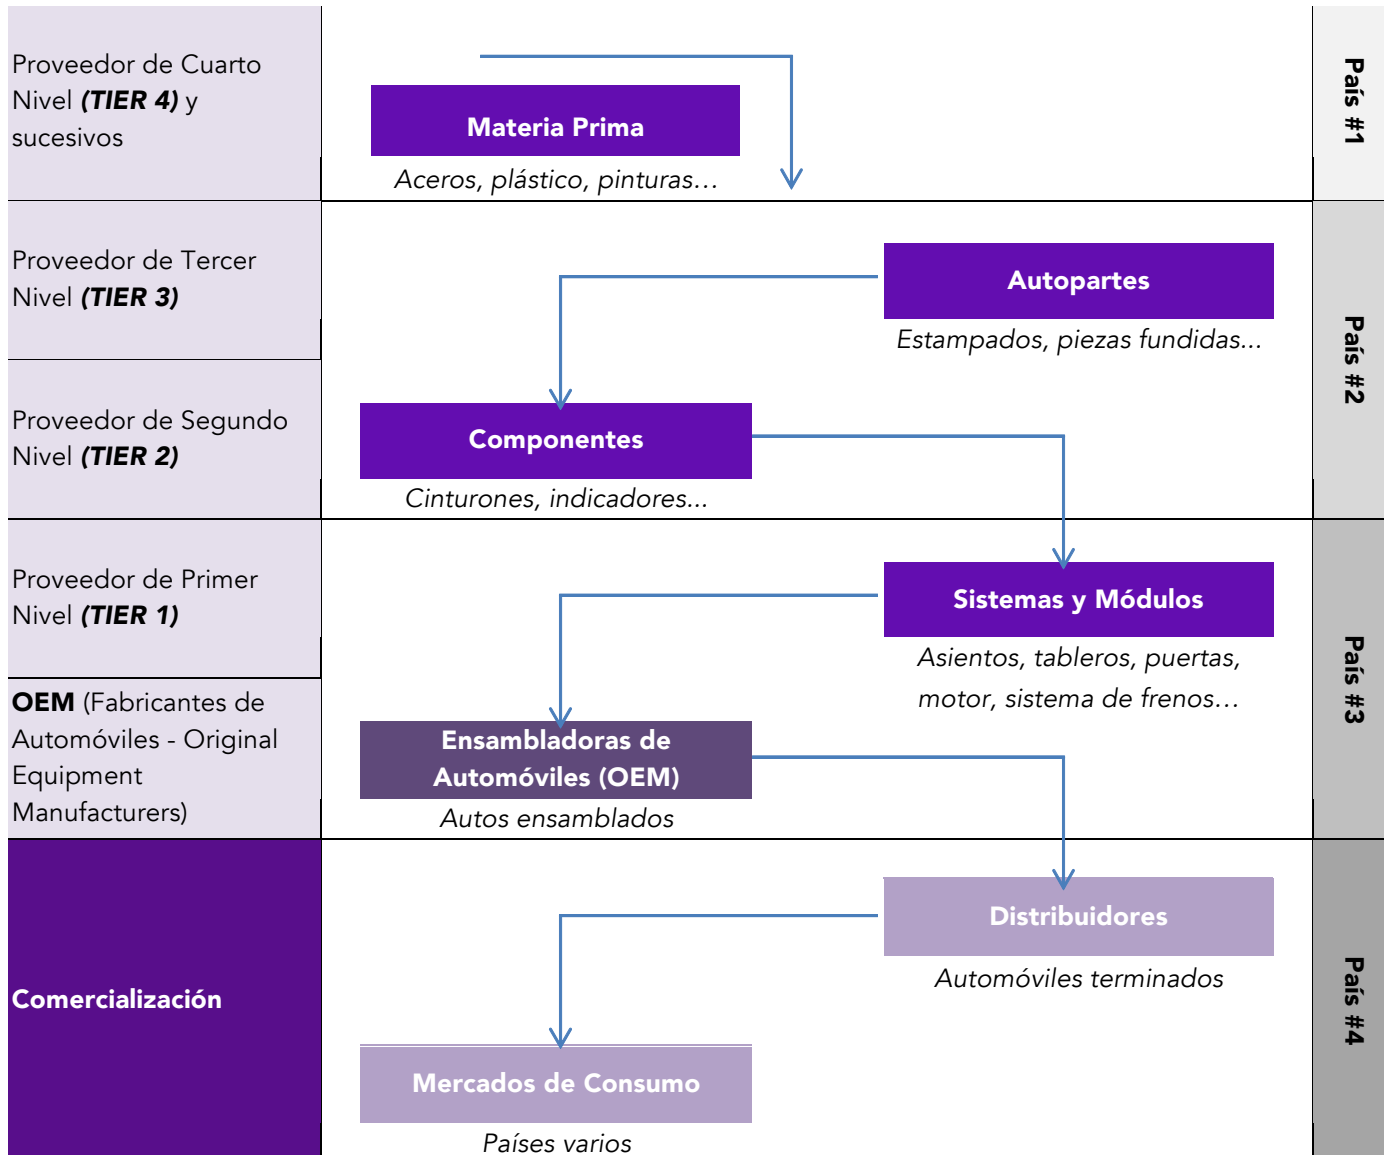 Proveedor de Cuarto
Nivel (TIER 4) y
sucesivos
Materia Prima
Aceros, plástico, pinturas…
País #1
Proveedor de Tercer
Nivel (TIER 3)
Autopartes
Estampados, piezas fundidas...
País #2
Proveedor de Segundo
Nivel (TIER 2)
Componentes
Cinturones, indicadores...
Proveedor de Primer
Nivel (TIER 1)
Sistemas y Módulos
Asientos, tableros, puertas,
motor, sistema de frenos…
País #3
OEM (Fabricantes de
Automóviles - Original
Equipment
Manufacturers)
Ensambladoras de
Automóviles (OEM)
Autos ensamblados
Comercialización
Distribuidores
Automóviles terminados
País #4
Mercados de Consumo
Países varios